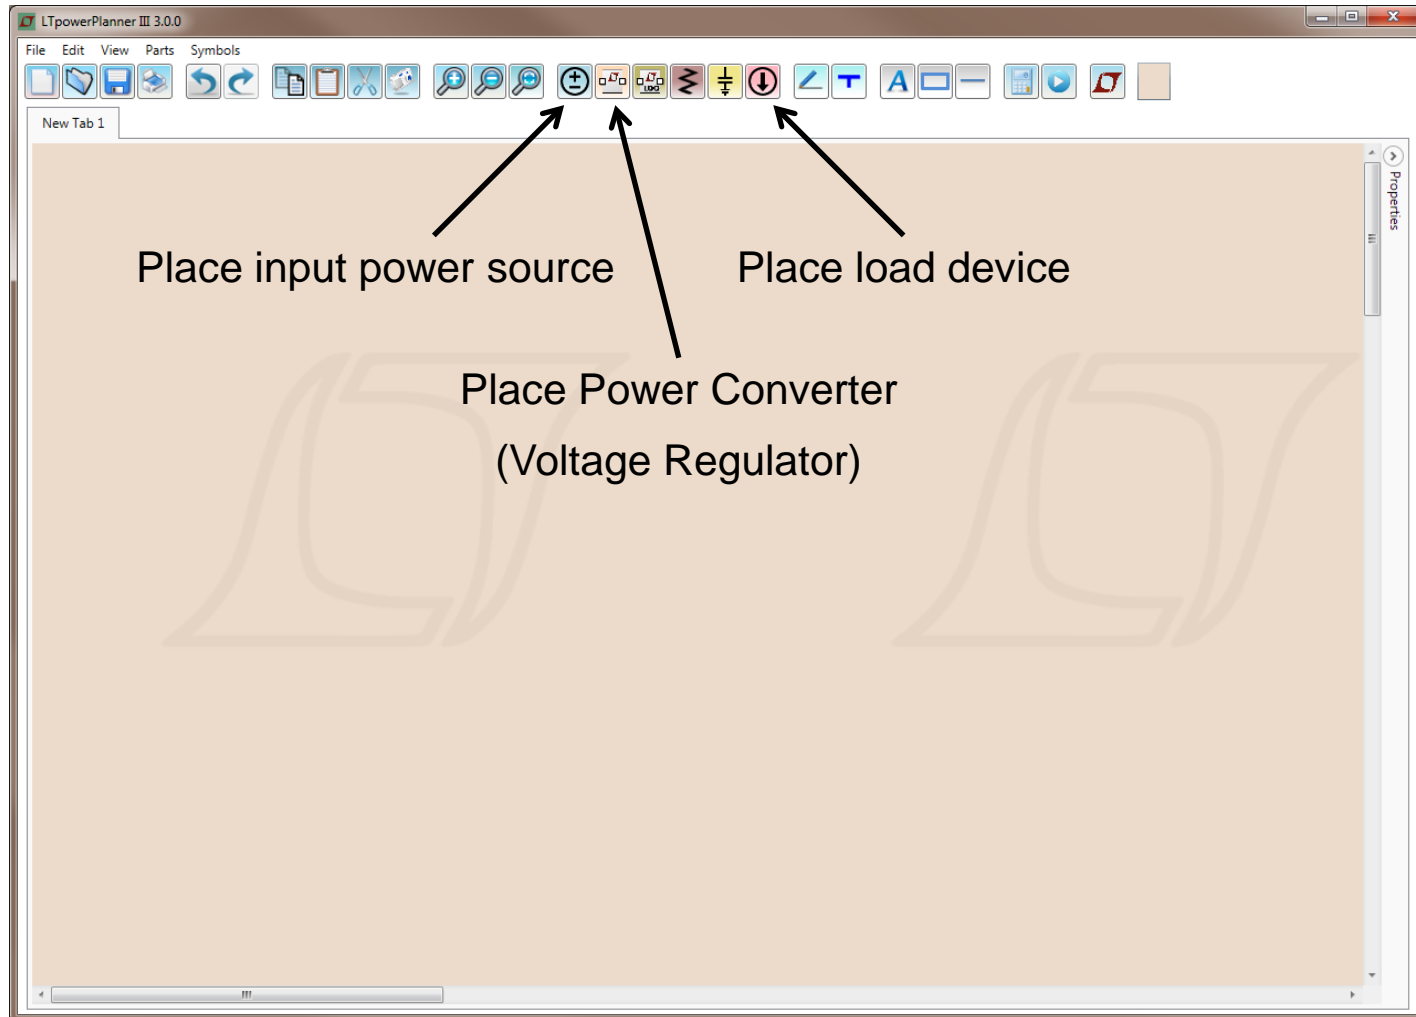 LTpowerPlanner III 3.0.0
File Edit View Parts Symbols
LDO
A
New Tab 1
Properties
Place input power source
Place load device
Place Power Converter
(Voltage Regulator)